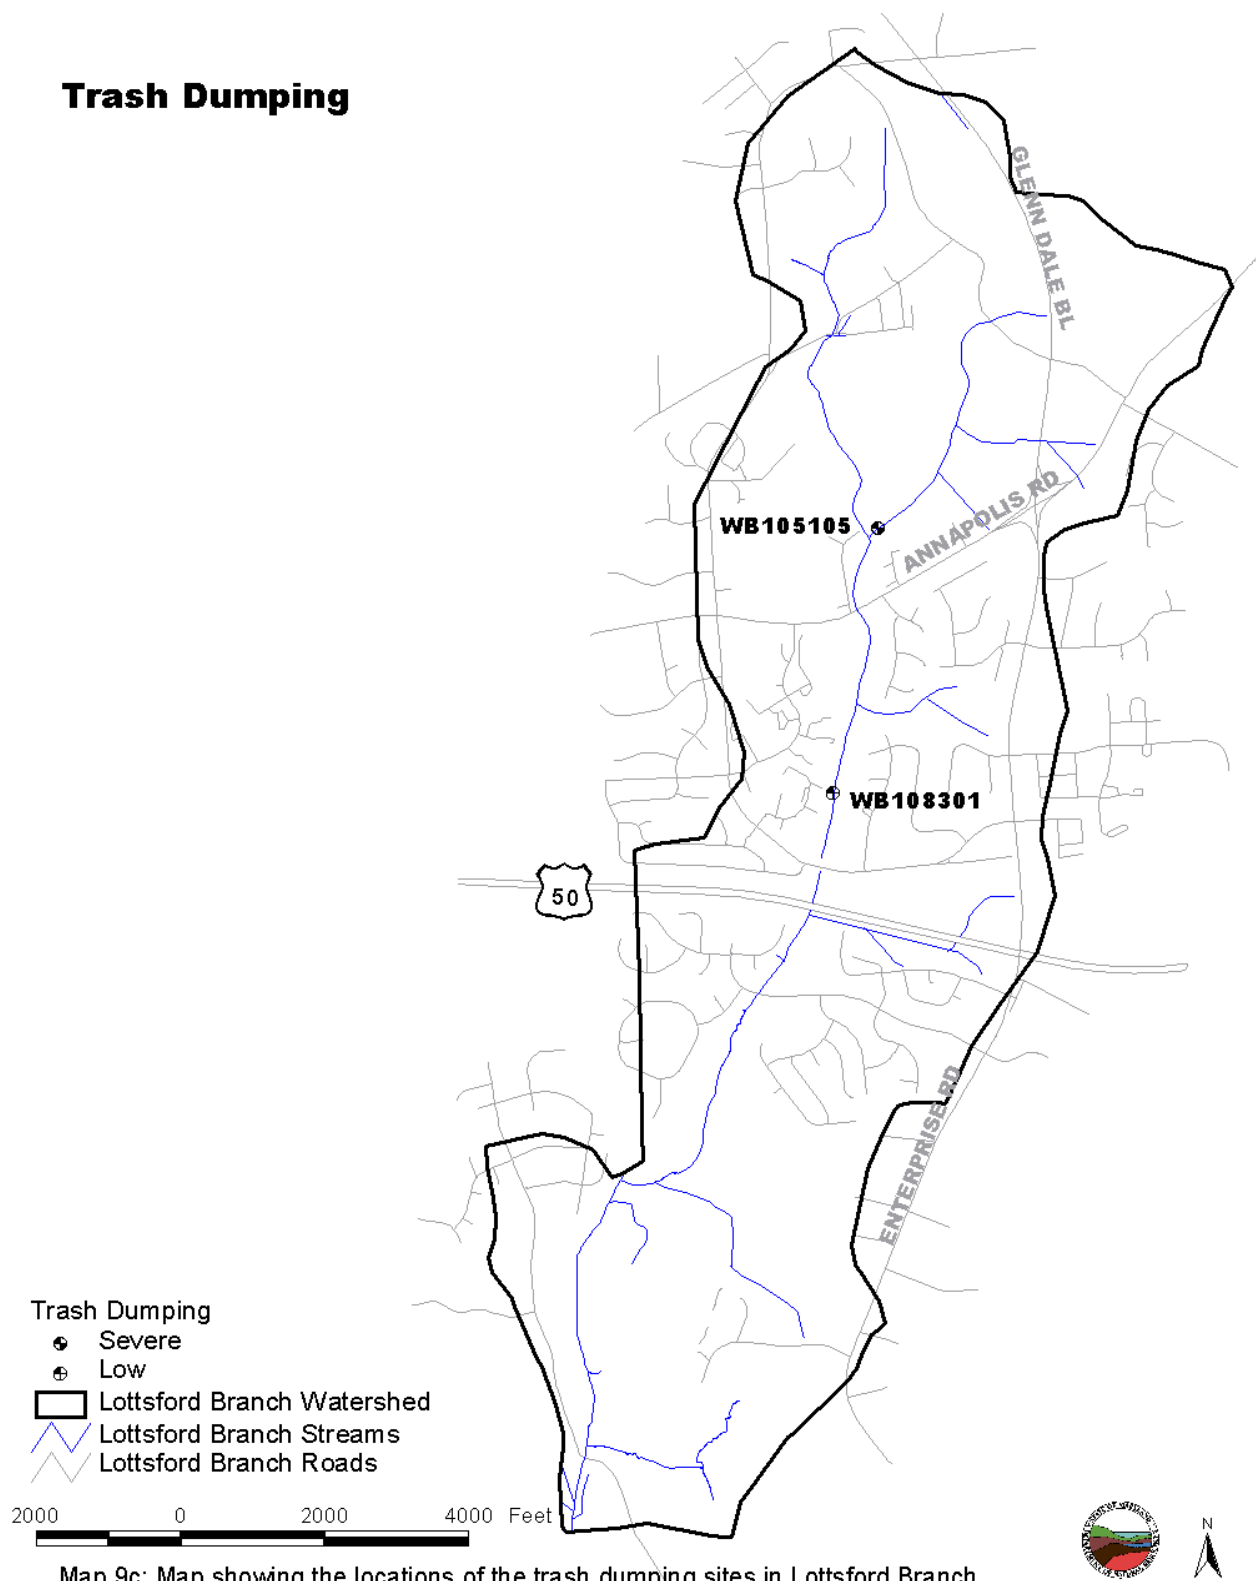 Trash Dumping
GLENN DALE BL
WB105105
ANNAPOLIS RD
WB108301
50
ENTERPRISE RD
Trash Dumping
Severe
Low
Lottsford Branch Watershed
Lottsford Branch Streams
Lottsford Branch Roads
2000 0 2000 4000 Feet
N
Map 9c: Map showing the locations of the trash dumping sites in Lottsford Branch